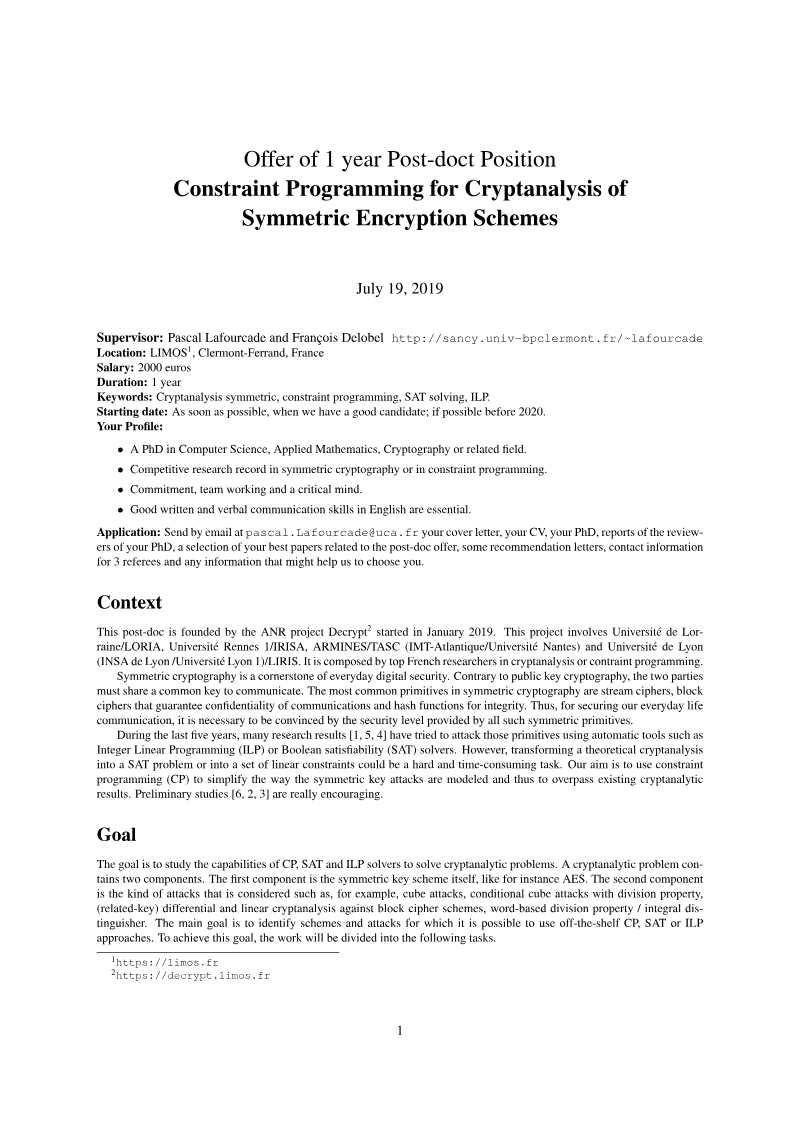 Offer of 1 year Post-doct Position
Constraint Programming for Cryptanalysis of
Symmetric Encryption Schemes
July 19, 2019
Supervisor: Pascal Lafourcade and François Delobel http://sancy.univ-bpclermont.fr/~lafourcade
Location: LIMOS1, Clermont-Ferrand, France
Salary: 2000 euros
Duration: 1 year
Keywords: Cryptanalysis symmetric, constraint programming, SAT solving, ILP.
Starting date: As soon as possible, when we have a good candidate; if possible before 2020.
Your Profile:
• A PhD in Computer Science, Applied Mathematics, Cryptography or related field.
• Competitive research record in symmetric cryptography or in constraint programming.
• Commitment, team working and a critical mind.
• Good written and verbal communication skills in English are essential.
Application: Send by email at pascal.Lafourcade@uca.fr your cover letter, your CV, your PhD, reports of the review-
ers of your PhD, a selection of your best papers related to the post-doc offer, some recommendation letters, contact information
for 3 referees and any information that might help us to choose you.
Context
This post-doc is founded by the ANR project Decrypt2 started in January 2019. This project involves Université de Lor-
raine/LORIA, Université Rennes 1/IRISA, ARMINES/TASC (IMT-Atlantique/Université Nantes) and Université de Lyon
(INSA de Lyon /Université Lyon 1)/LIRIS. It is composed by top French researchers in cryptanalysis or contraint programming.
Symmetric cryptography is a cornerstone of everyday digital security. Contrary to public key cryptography, the two parties
must share a common key to communicate. The most common primitives in symmetric cryptography are stream ciphers, block
ciphers that guarantee confidentiality of communications and hash functions for integrity. Thus, for securing our everyday life
communication, it is necessary to be convinced by the security level provided by all such symmetric primitives.
During the last five years, many research results [1, 5, 4] have tried to attack those primitives using automatic tools such as
Integer Linear Programming (ILP) or Boolean satisfiability (SAT) solvers. However, transforming a theoretical cryptanalysis
into a SAT problem or into a set of linear constraints could be a hard and time-consuming task. Our aim is to use constraint
programming (CP) to simplify the way the symmetric key attacks are modeled and thus to overpass existing cryptanalytic
results. Preliminary studies [6, 2, 3] are really encouraging.
Goal
The goal is to study the capabilities of CP, SAT and ILP solvers to solve cryptanalytic problems. A cryptanalytic problem con-
tains two components. The first component is the symmetric key scheme itself, like for instance AES. The second component
is the kind of attacks that is considered such as, for example, cube attacks, conditional cube attacks with division property,
(related-key) differential and linear cryptanalysis against block cipher schemes, word-based division property / integral dis-
tinguisher. The main goal is to identify schemes and attacks for which it is possible to use off-the-shelf CP, SAT or ILP
approaches. To achieve this goal, the work will be divided into the following tasks.
1https://limos.fr
2https://decrypt.limos.fr
1